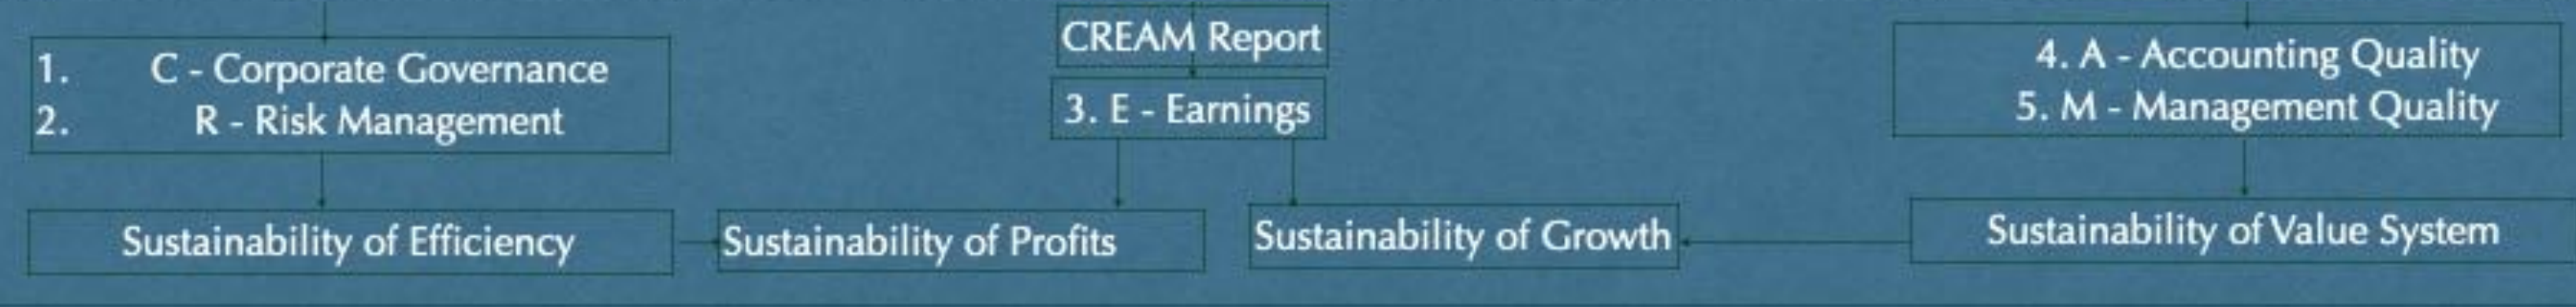 CREAM Report
1. C - Corporate Governance
2. R - Risk Management
3. E - Earnings
4. A - Accounting Quality
5. M - Management Quality
Sustainability of Efficiency
Sustainability of Profits
Sustainability of Growth
Sustainability of Value System